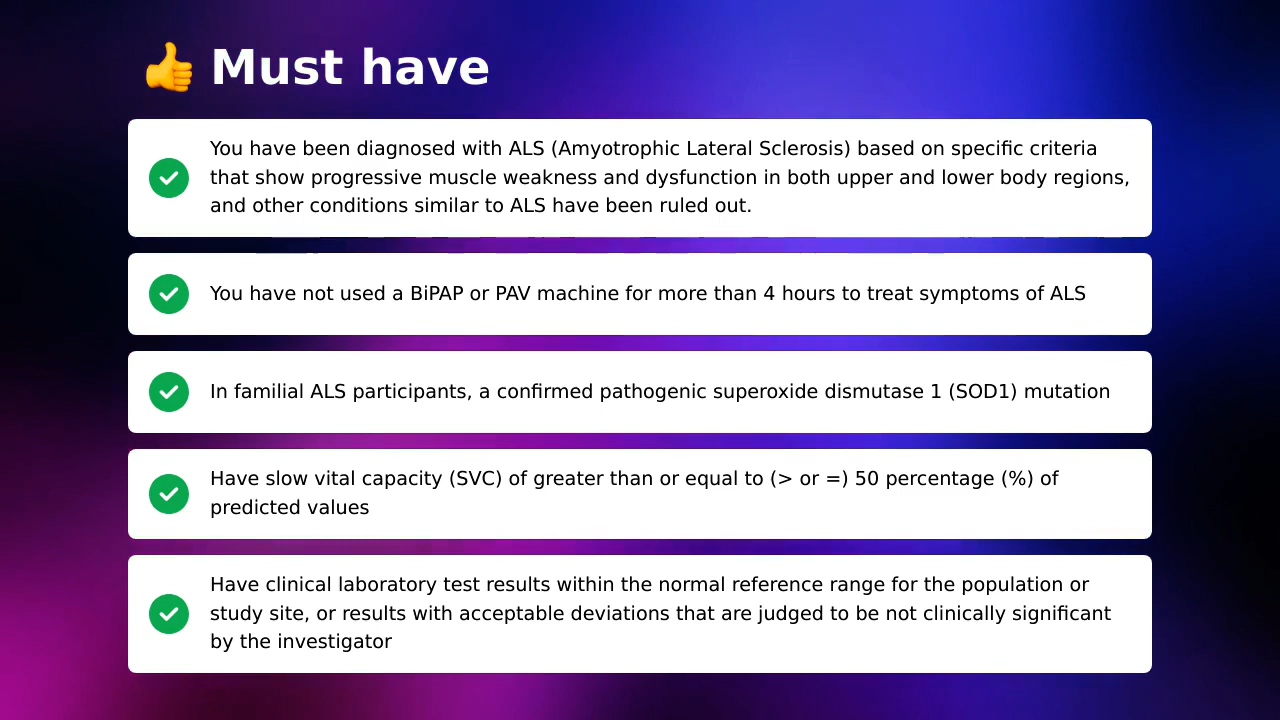 👍 Must have
You have been diagnosed with ALS (Amyotrophic Lateral Sclerosis) based on specific criteria
that show progressive muscle weakness and dysfunction in both upper and lower body regions,
and other conditions similar to ALS have been ruled out.
You have not used a BiPAP or PAV machine for more than 4 hours to treat symptoms of ALS
In familial ALS participants, a confirmed pathogenic superoxide dismutase 1 (SOD1) mutation
Have slow vital capacity (SVC) of greater than or equal to (> or =) 50 percentage (%) of
predicted values
Have clinical laboratory test results within the normal reference range for the population or
study site, or results with acceptable deviations that are judged to be not clinically significant
by the investigator